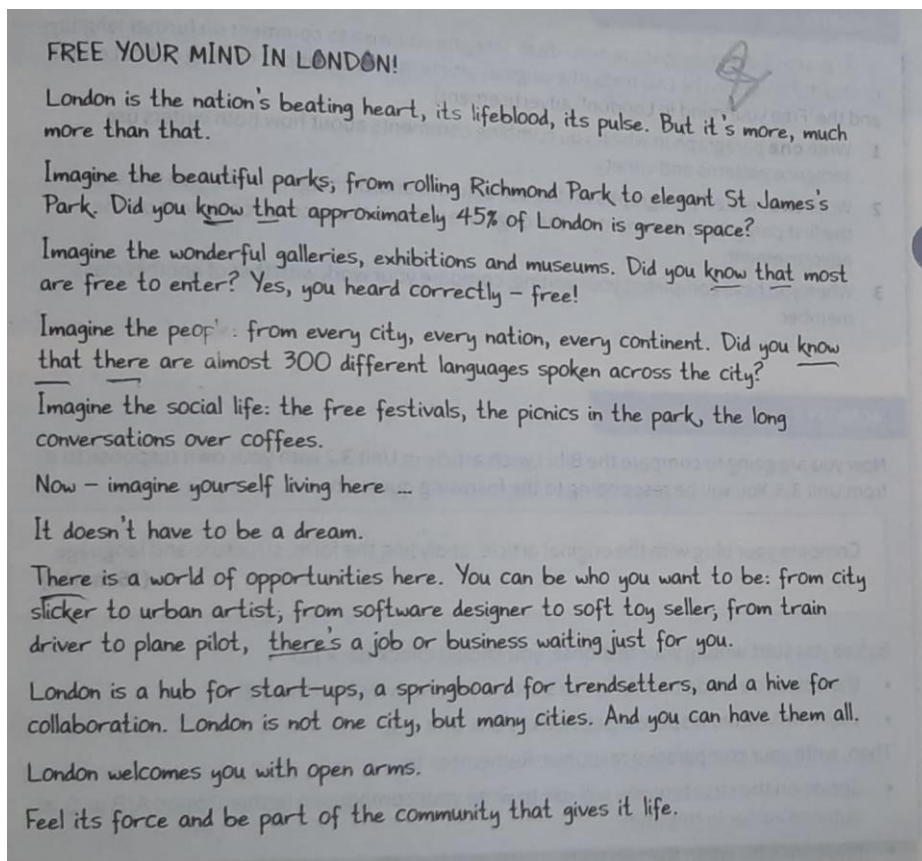 FREE YOUR MIND IN LONDON!
London is the nation's beating heart, its lifeblood, its pulse. But it's more, much
more than that.
Imagine the beautiful parks, from rolling Richmond Park to elegant St James's
Park. Did you know that approximately 45% of London is green space?
Imagine the wonderful galleries, exhibitions and museums. Did you know that most
are free to enter? Yes, you heard correctly – free!
Imagine the people: from every city, every nation, every continent. Did you know
that there are almost 300 different languages spoken across the city?
Imagine the social life: the free festivals, the picnics in the park, the long
conversations over coffees.
Now – imagine yourself living here ...
It doesn't have to be a dream.
There is a world of opportunities here. You can be who you want to be: from city
slicker to urban artist, from software designer to soft toy seller, from train
driver to plane pilot, there's a job or business waiting just for you.
London is a hub for start-ups, a springboard for trendsetters, and a hive for
collaboration. London is not one city, but many cities. And you can have them all.
London welcomes you with open arms.
Feel its force and be part of the community that gives it life.